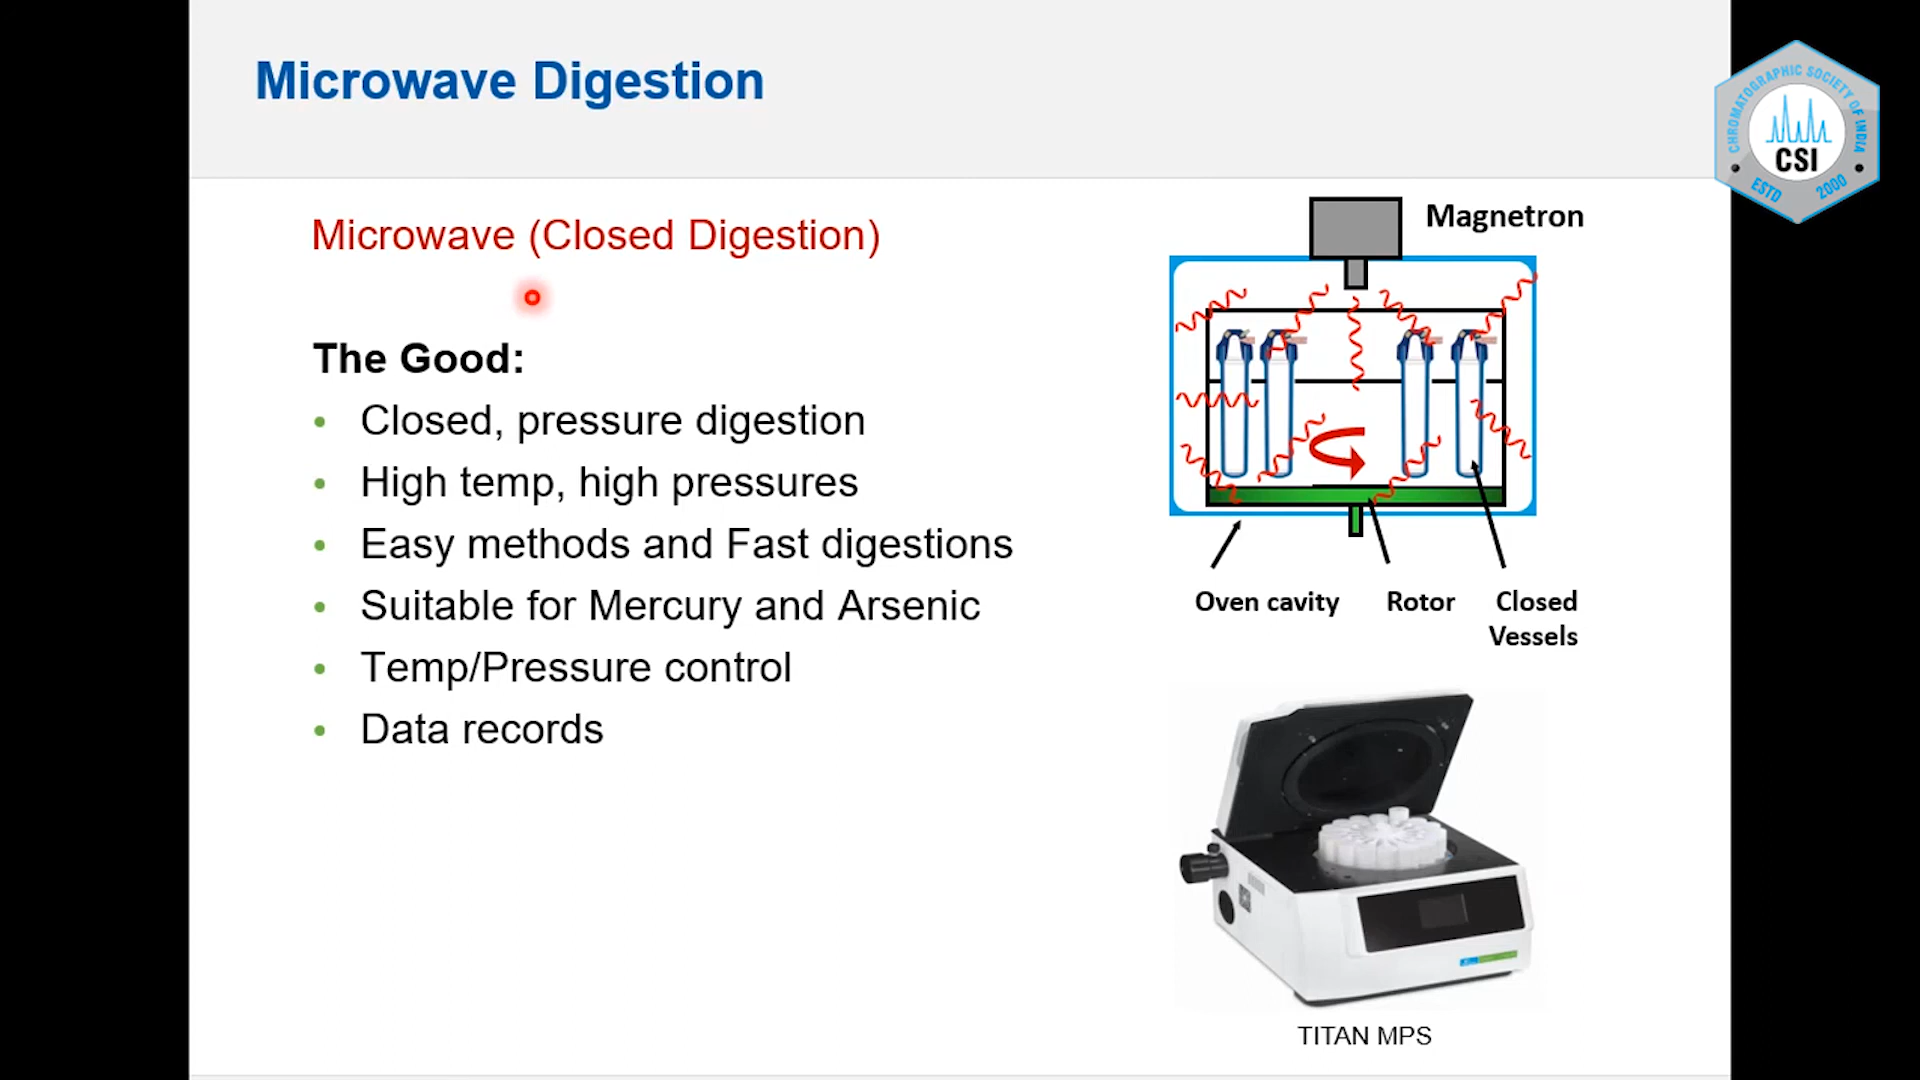 Microwave Digestion
CHROMATOGRAPHIC SOCIETY OF INDIA
CSI
ESTD 2000
Microwave (Closed Digestion)
The Good:
• Closed, pressure digestion
• High temp, high pressures
• Easy methods and Fast digestions
• Suitable for Mercury and Arsenic
• Temp/Pressure control
• Data records
Magnetron
Oven cavity
Rotor
Closed
Vessels
TITAN MPS